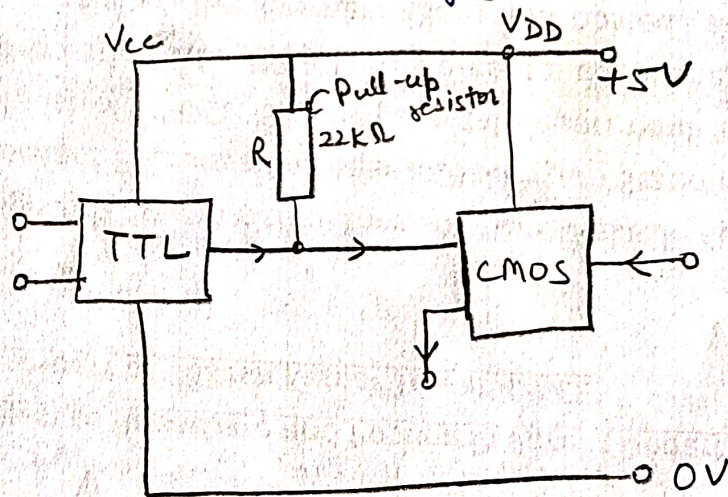 Vcc
VDD
+5V
Pull-up
resistor
R
22KΩ
TTL
CMOS
0V